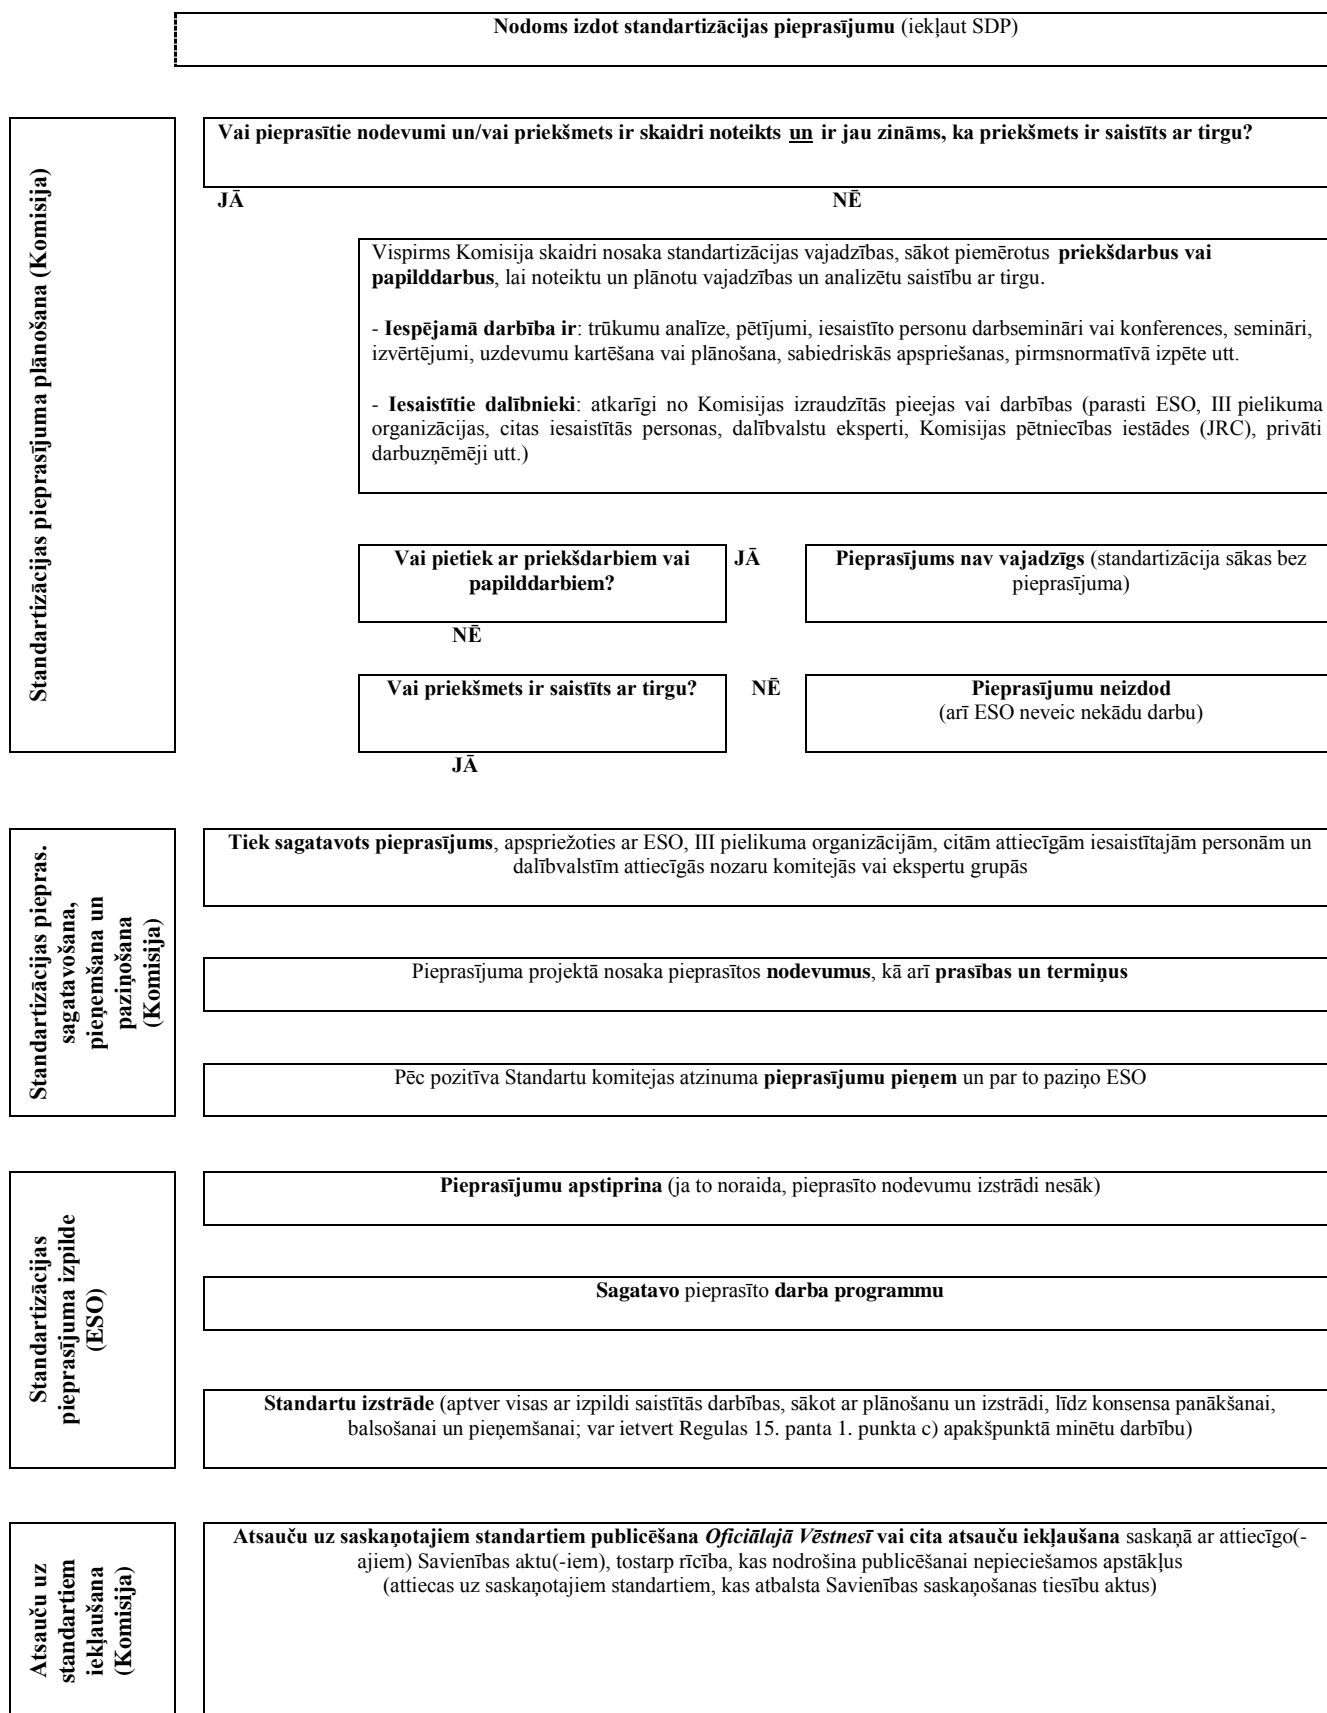 Nodoms izdot standartizācijas pieprasījumu (iekļaut SDP)
Standartizācijas pieprasījuma plānošana (Komisija)
Vai pieprasītie nodevumi un/vai priekšmets ir skaidri noteikts un ir jau zināms, ka priekšmets ir saistīts ar tirgu?
JĀ NĒ
Vispirms Komisija skaidri nosaka standartizācijas vajadzības, sākot piemērotus priekšdarbus vai
papilddarbus, lai noteiktu un plānotu vajadzības un analizētu saistību ar tirgu.
- Iespējamā darbība ir: trūkumu analīze, pētījumi, iesaistīto personu darbsemināri vai konferences, semināri,
izvērtējumi, uzdevumu kartēšana vai plānošana, sabiedriskās apspriešanas, pirmsnormatīvā izpēte utt.
- Iesaistītie dalībnieki: atkarīgi no Komisijas izraudzītās pieejas vai darbības (parasti ESO, III pielikuma
organizācijas, citas iesaistītās personas, dalībvalstu eksperti, Komisijas pētniecības iestādes (JRC), privāti
darbuzņēmēji utt.)
Vai pietiek ar priekšdarbiem vai
papilddarbiem?
JĀ
Pieprasījums nav vajadzīgs (standartizācija sākas bez
pieprasījuma)
NĒ
Vai priekšmets ir saistīts ar tirgu?
NĒ
Pieprasījumu neizdod
(arī ESO neveic nekādu darbu)
JĀ
Standartizācijas piepras.
sagatavošana,
pieņemšana un
paziņošana
(Komisija)
Tiek sagatavots pieprasījums, apspriežoties ar ESO, III pielikuma organizācijām, citām attiecīgām iesaistītajām personām un
dalībvalstīm attiecīgās nozaru komitejās vai ekspertu grupās
Pieprasījuma projektā nosaka pieprasītos nodevumus, kā arī prasības un termiņus
Pēc pozitīva Standartu komitejas atzinuma pieprasījumu pieņem un par to paziņo ESO
Standartizācijas
pieprasījuma izpilde
(ESO)
Pieprasījumu apstiprina (ja to noraida, pieprasīto nodevumu izstrādi nesāk)
Sagatavo pieprasīto darba programmu
Standartu izstrāde (aptver visas ar izpildi saistītās darbības, sākot ar plānošanu un izstrādi, līdz konsensa panākšanai,
balsošanai un pieņemšanai; var ietvert Regulas 15. panta 1. punkta c) apakšpunktā minētu darbību)
Atsauču uz
standartiem
iekļaušana
(Komisija)
Atsauču uz saskaņotajiem standartiem publicēšana Oficiālajā Vēstnesī vai cita atsauču iekļaušana saskaņā ar attiecīgo(-
ajiem) Savienības aktu(-iem), tostarp rīcība, kas nodrošina publicēšanai nepieciešamos apstākļus
(attiecas uz saskaņotajiem standartiem, kas atbalsta Savienības saskaņošanas tiesību aktus)